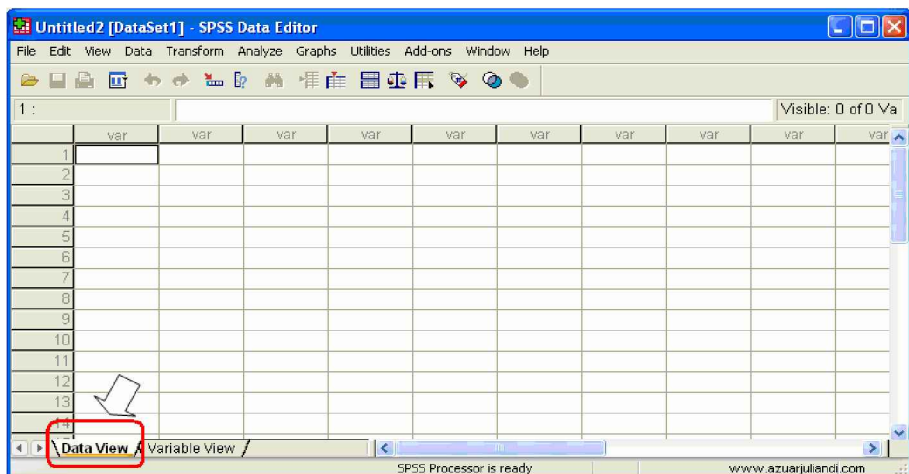 Untitled2 [DataSet1] - SPSS Data Editor
File Edit View Data Transform Analyze Graphs Utilities Add-ons Window Help
1 : Visible: 0 of 0 Va
var var var var var var var var var var
1
2
3
4
5
6
7
8
9
10
11
12
13
14
Data View Variable View
SPSS Processor is ready www.azuarjuliandi.com